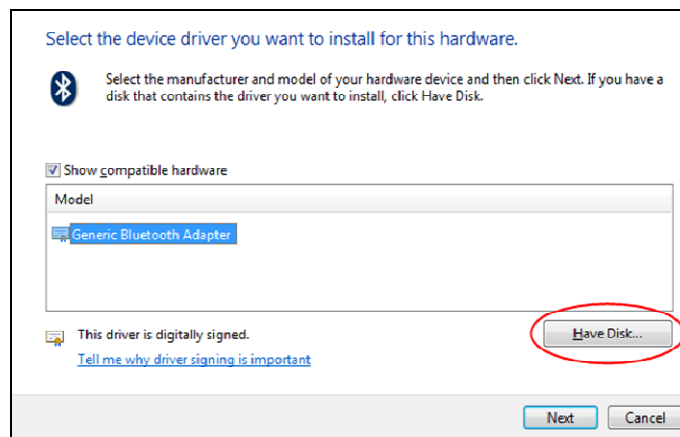 Select the device driver you want to install for this hardware.
Select the manufacturer and model of your hardware device and then click Next. If you have a
disk that contains the driver you want to install, click Have Disk.
Show compatible hardware
Model
Generic Bluetooth Adapter
This driver is digitally signed.
Have Disk...
Tell me why driver signing is important
Next
Cancel